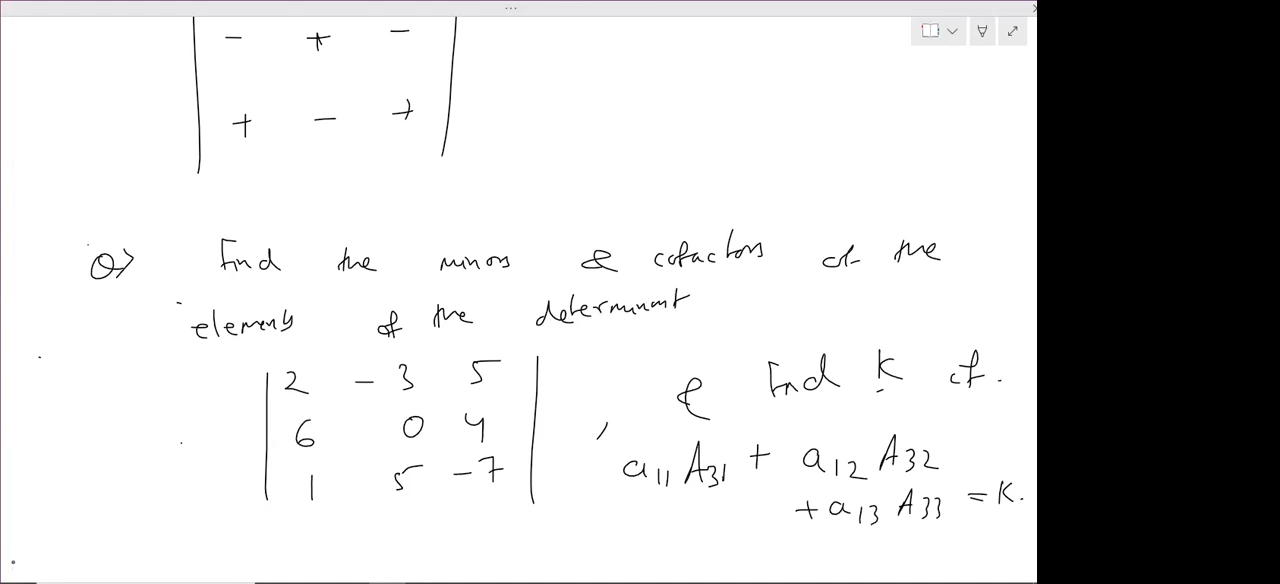 - + -
+ - +
Q> Find the minors & cofactors of the
elements of the determinant
2 -3 5
6 0 4
1 5 -7
, & find K if
a11 A31 + a12 A32
+ a13 A33 = K.